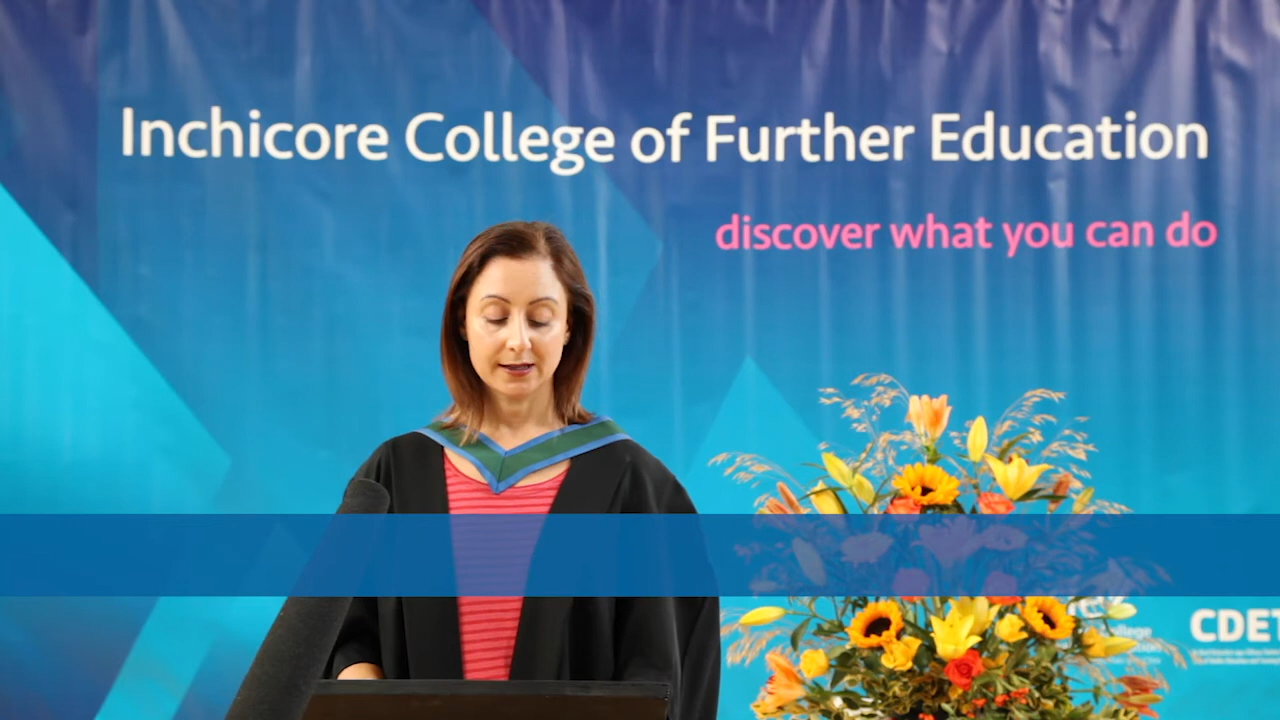 Inchicore College of Further Education
discover what you can do
CDET